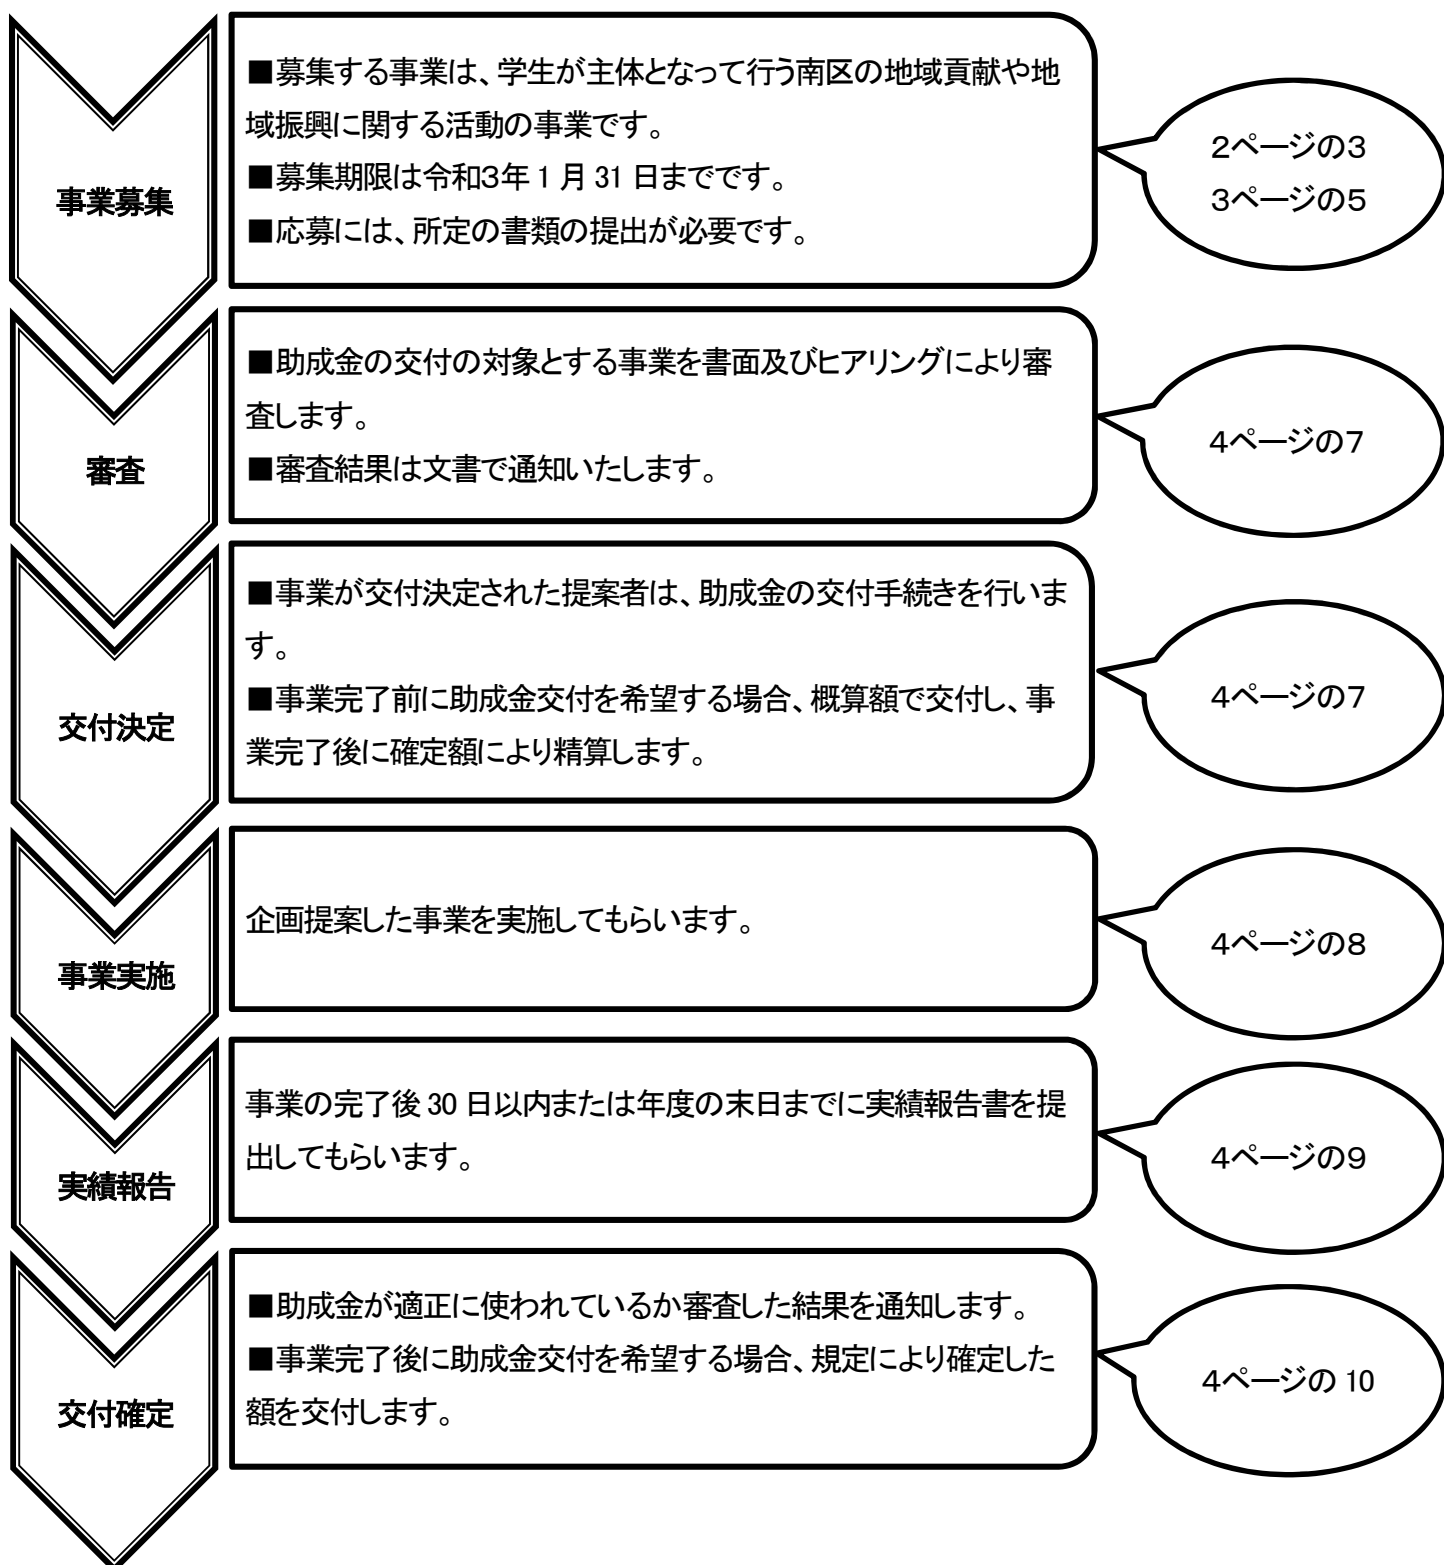 事業募集
■募集する事業は、学生が主体となって行う南区の地域貢献や地
域振興に関する活動の事業です。
■募集期限は令和3年1月31日までです。
■応募には、所定の書類の提出が必要です。
2ページの3
3ページの5
審査
■助成金の交付の対象とする事業を書面及びヒアリングにより審
査します。
■審査結果は文書で通知いたします。
4ページの7
交付決定
■事業が交付決定された提案者は、助成金の交付手続きを行いま
す。
■事業完了前に助成金交付を希望する場合、概算額で交付し、事
業完了後に確定額により精算します。
4ページの7
事業実施
企画提案した事業を実施してもらいます。
4ページの8
実績報告
事業の完了後30日以内または年度の末日までに実績報告書を提
出してもらいます。
4ページの9
交付確定
■助成金が適正に使われているか審査した結果を通知します。
■事業完了後に助成金交付を希望する場合、規定により確定した
額を交付します。
4ページの10